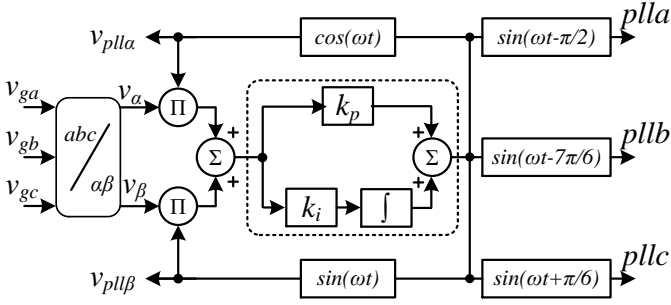 plla
v_pllα
cos(ωt)
sin(ωt-π/2)
v_ga
v_α
Π
+
k_p
+
v_gb
abc
αβ
Σ
Σ
sin(ωt-7π/6)
pllb
+
+
v_gc
v_β
Π
k_i
∫
pllc
v_pllβ
sin(ωt)
sin(ωt+π/6)